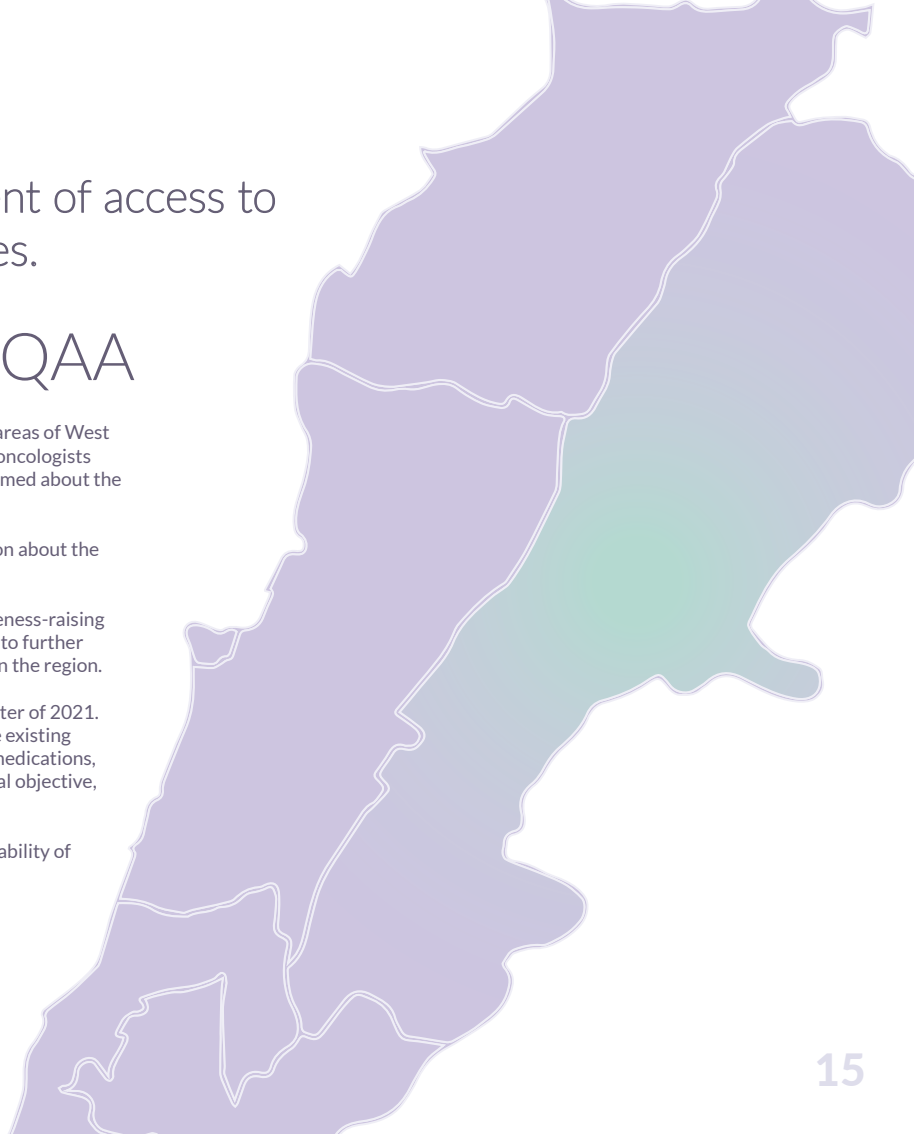 nt of access to
es.
QAA
areas of West
oncologists
med about the
on about the
eness-raising
to further
n the region.
ter of 2021.
existing
nedications,
al objective,
ability of
15